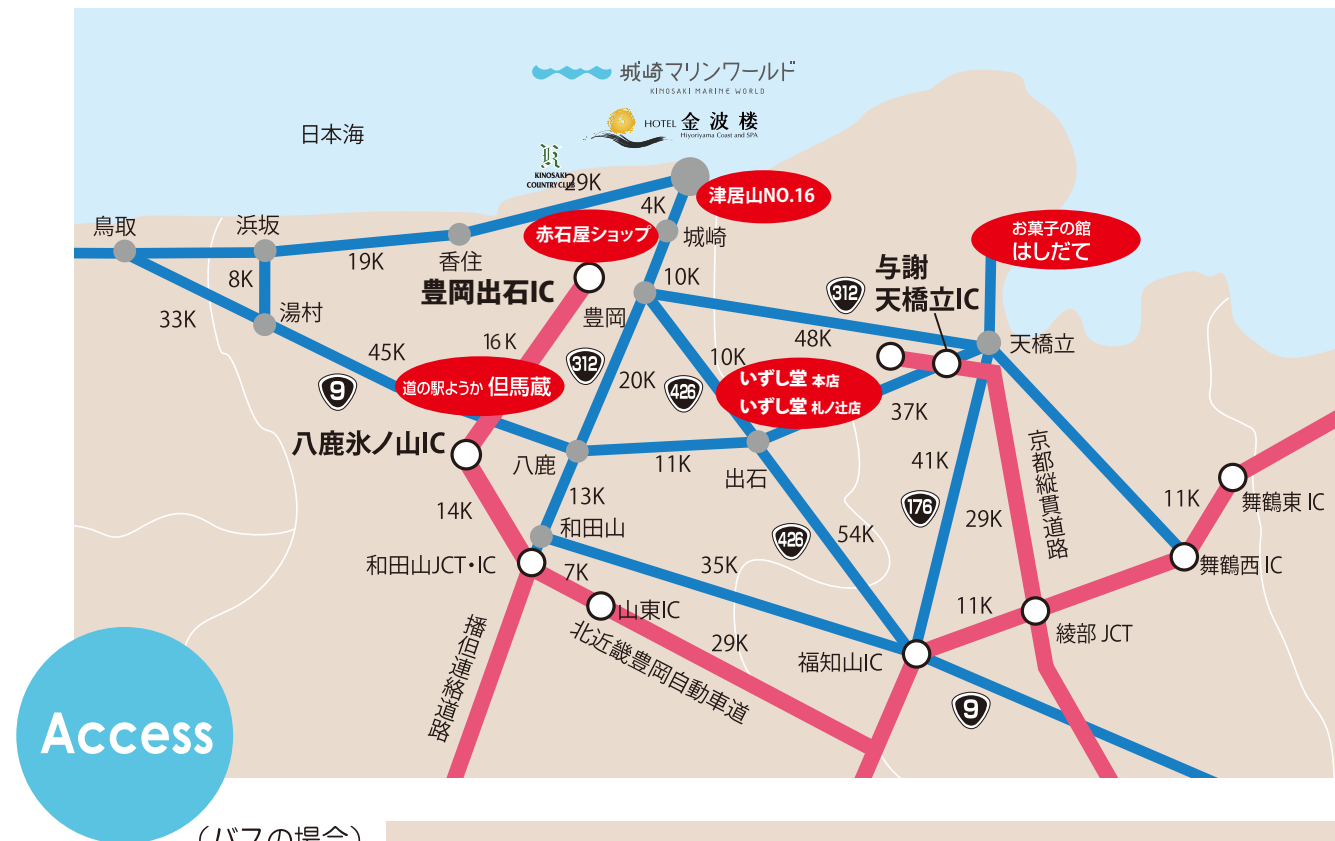 城崎マリンワールド
KINOSAKI MARINE WORLD
HOTEL 金波楼
Hiyoriyama Coast and SPA
日本海
KINOSAKI
COUNTRY CLUB
29K
津居山NO.16
4K
鳥取
浜坂
赤石屋ショップ
城崎
お菓子の館
はしだて
香住
19K
8K
10K
与謝
天橋立IC
豊岡出石IC
312
湯村
豊岡
33K
16K
48K
天橋立
45K
312
10K
9
道の駅ようか 但馬蔵
20K
426
いずし堂 本店
いずし堂 札ノ辻店
37K
八鹿氷ノ山IC
八鹿
11K
出石
41K
京都縦貫道路
14K
13K
176
29K
11K
舞鶴東 IC
和田山
426
54K
和田山JCT・IC
7K
35K
舞鶴西 IC
山東IC
11K
綾部 JCT
播但連絡道路
北近畿豊岡自動車道
29K
福知山IC
9
Access
(バスの場合)